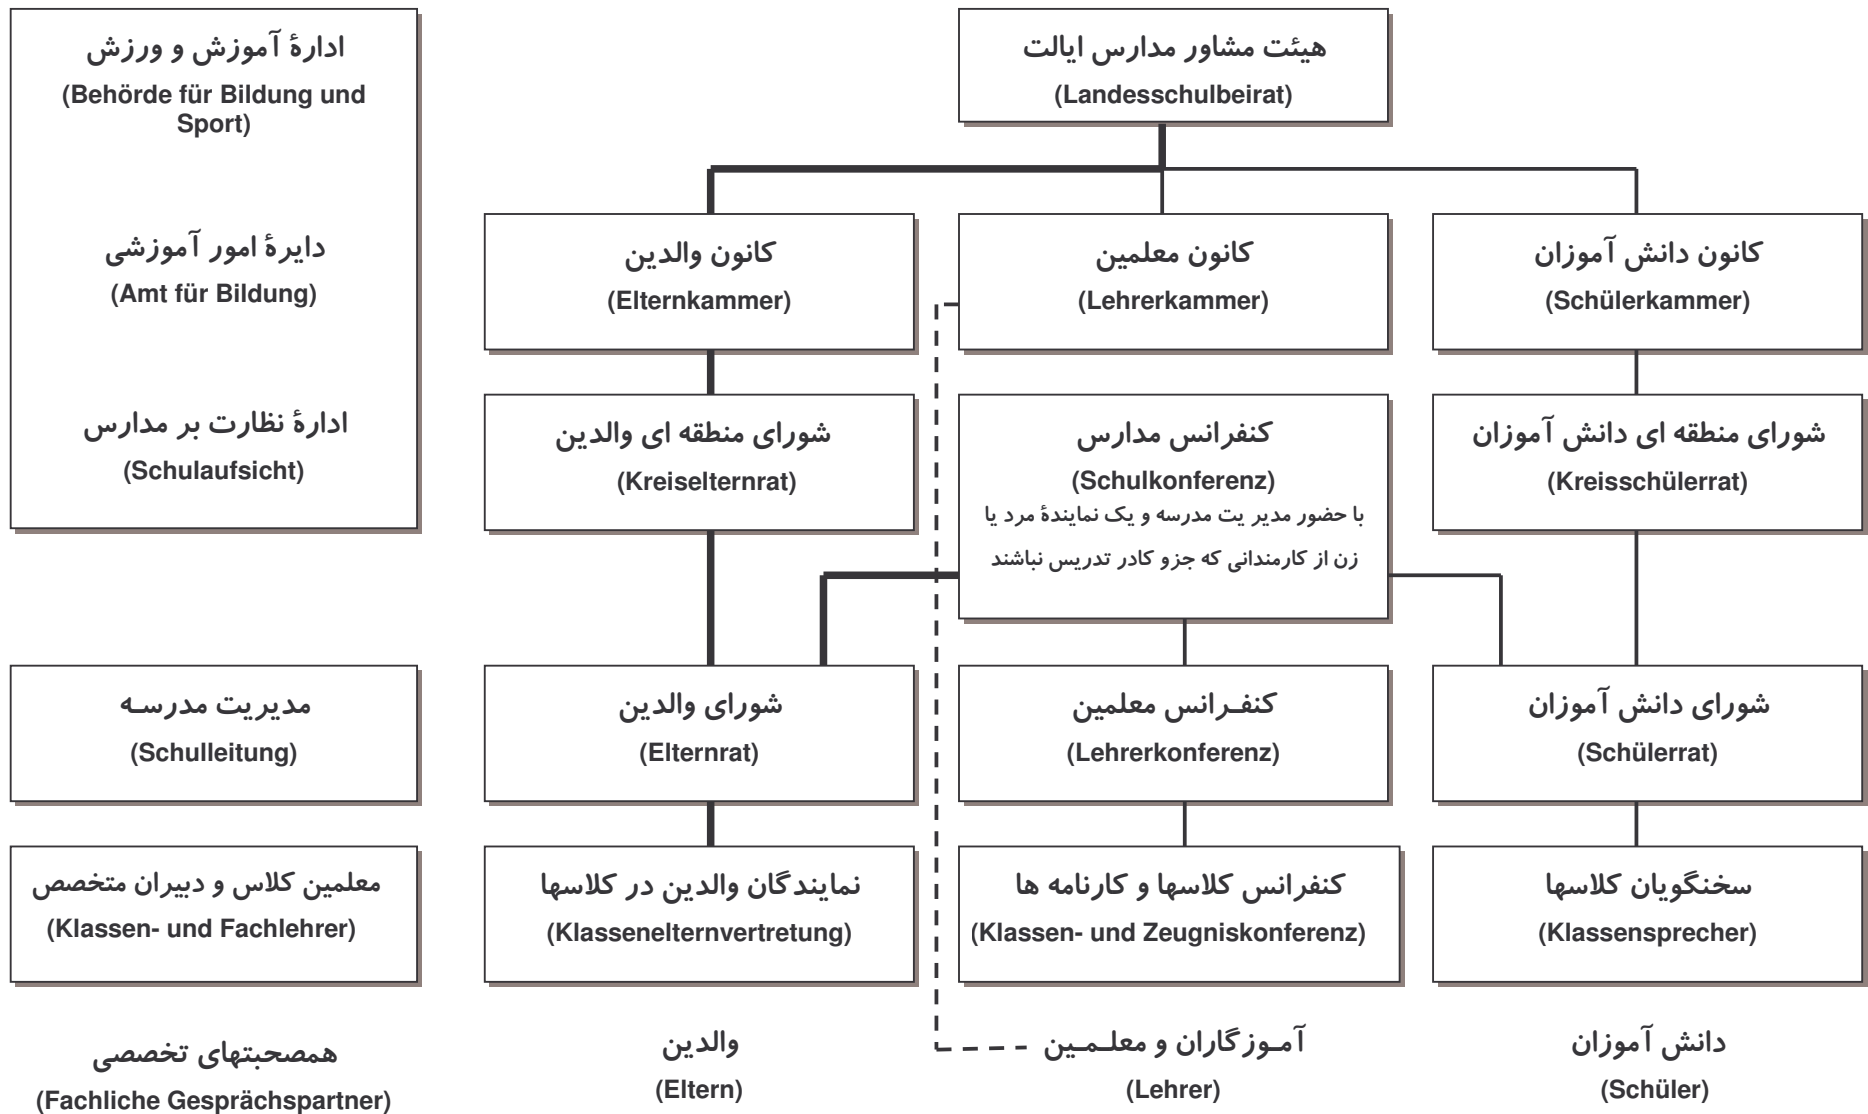 ادارهٔ آموزش و ورزش
(Behörde für Bildung und
Sport)
دایرهٔ امور آموزشی
(Amt für Bildung)
ادارهٔ نظارت بر مدارس
(Schulaufsicht)
هیئت مشاور مدارس ایالت
(Landesschulbeirat)
کانون والدین
(Elternkammer)
کانون معلمین
(Lehrerkammer)
کانون دانش آموزان
(Schülerkammer)
شورای منطقه ای والدین
(Kreiselternrat)
کنفرانس مدارس
(Schulkonferenz)
با حضور مدیر یت مدرسه و یک نمایندهٔ مرد یا
زن از کارمندانی که جزو کادر تدریس نباشند
شورای منطقه ای دانش آموزان
(Kreisschülerrat)
مدیریت مدرسه
(Schulleitung)
شورای والدین
(Elternrat)
کنفرانس معلمین
(Lehrerkonferenz)
شورای دانش آموزان
(Schülerrat)
معلمین کلاس و دبیران متخصص
(Klassen- und Fachlehrer)
نمایندگان والدین در کلاسها
(Klassenelternvertretung)
کنفرانس کلاسها و کارنامه ها
(Klassen- und Zeugniskonferenz)
سخنگویان کلاسها
(Klassensprecher)
همصحبتهای تخصصی
(Fachliche Gesprächspartner)
والدین
(Eltern)
آموزگاران و معلمین
(Lehrer)
دانش آموزان
(Schüler)